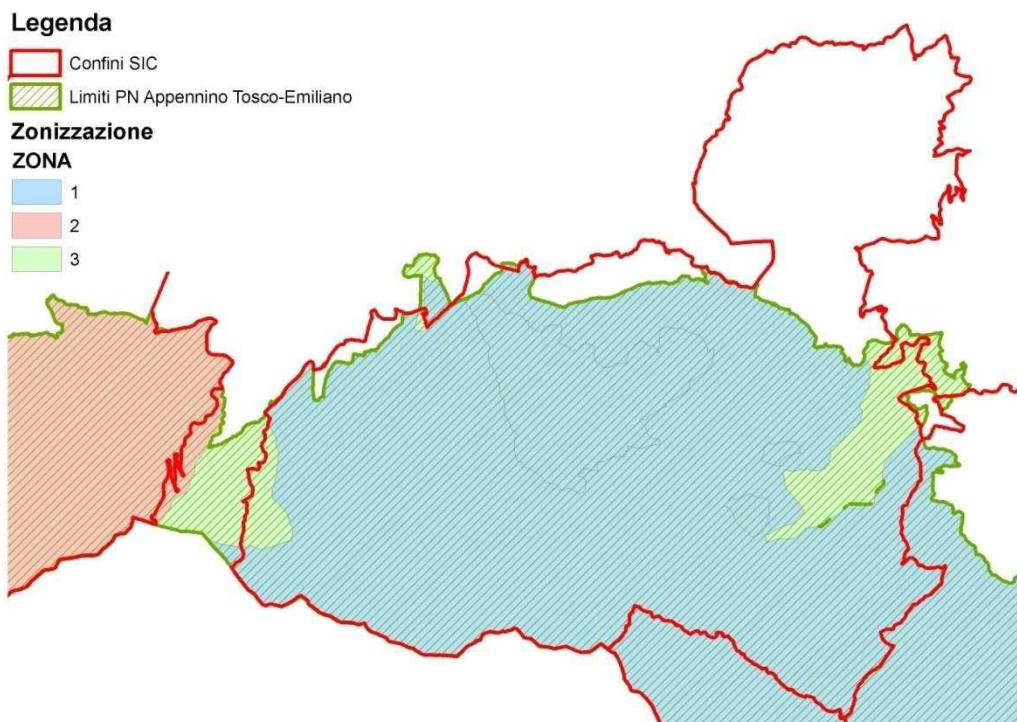 Legenda
Confini SIC
Limiti PN Appennino Tosco-Emiliano
Zonizzazione
ZONA
1
2
3